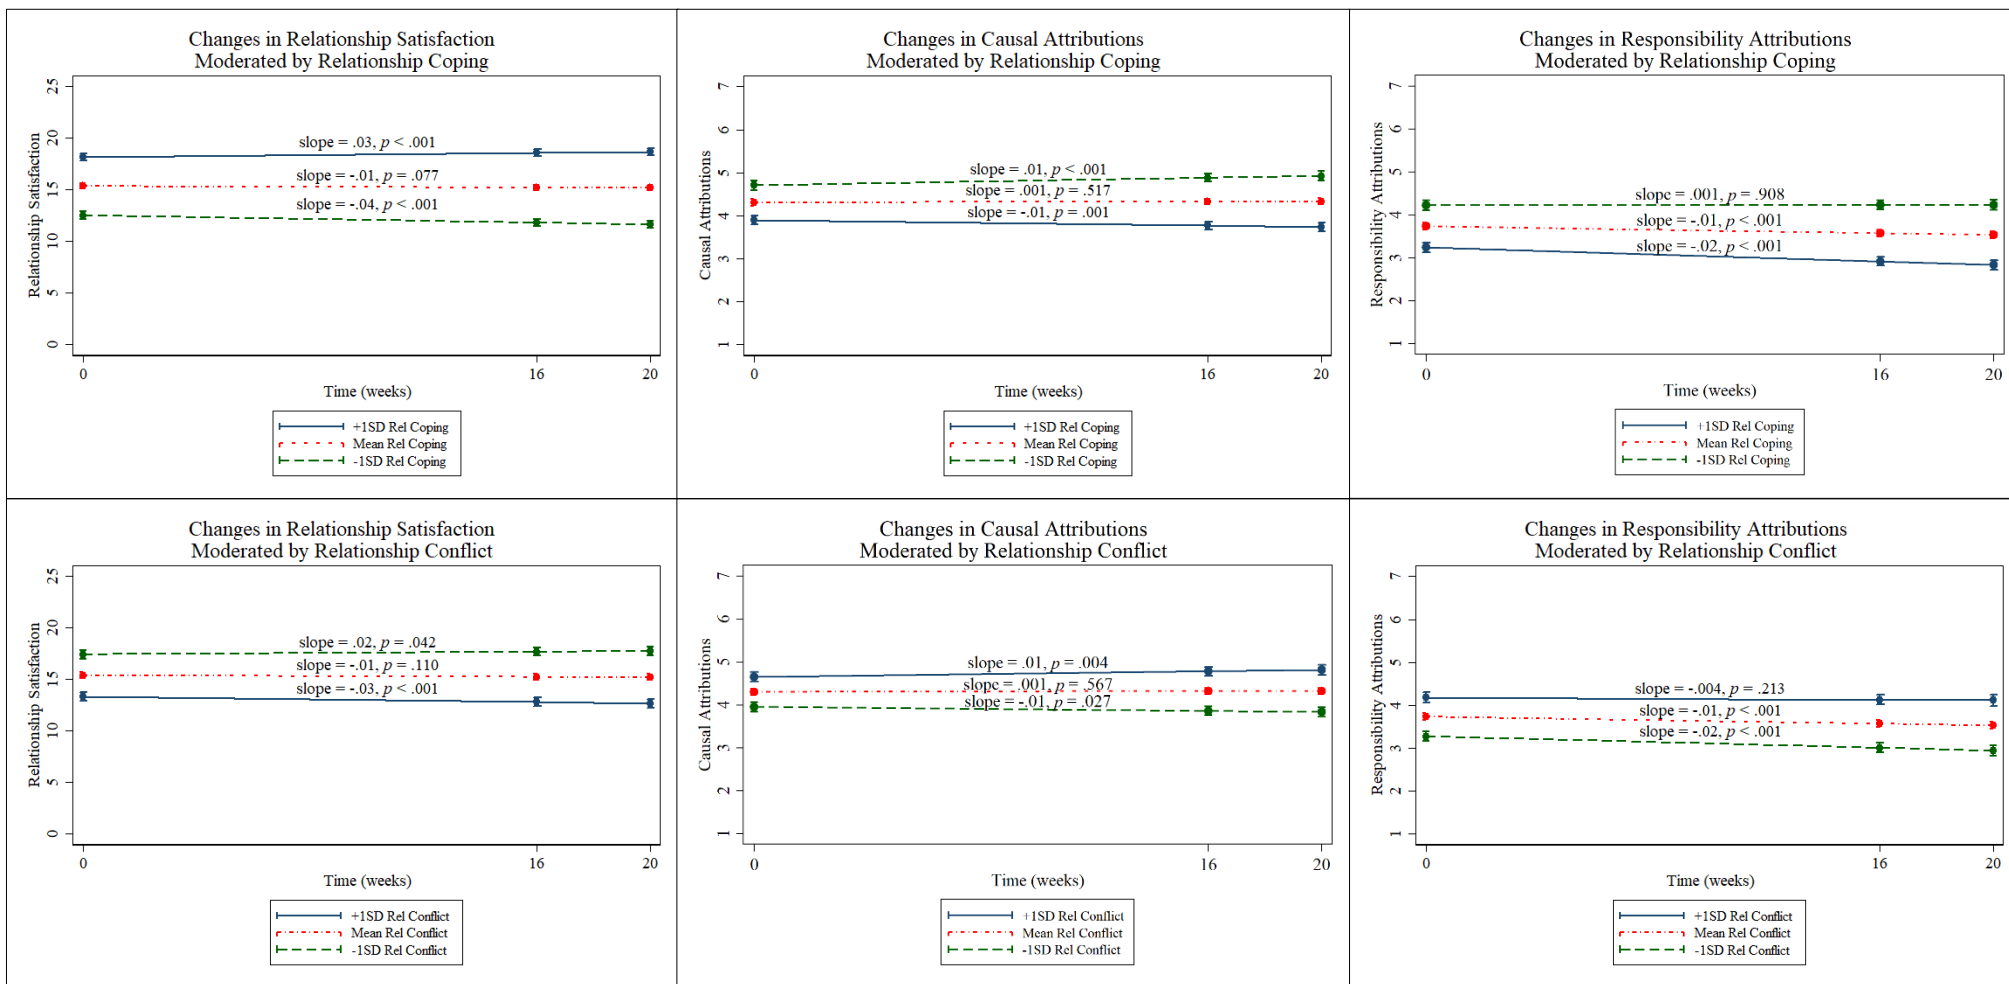 Changes in Relationship Satisfaction
Moderated by Relationship Coping
Relationship Satisfaction
25
20
15
10
5
0
slope = .03, p < .001
slope = -.01, p = .077
slope = -.04, p < .001
0
16
20
Time (weeks)
+1SD Rel Coping
Mean Rel Coping
-1SD Rel Coping
Changes in Causal Attributions
Moderated by Relationship Coping
Causal Attributions
7
6
5
4
3
2
1
slope = .01, p < .001
slope = .001, p = .517
slope = -.01, p = .001
0
16
20
Time (weeks)
+1SD Rel Coping
Mean Rel Coping
-1SD Rel Coping
Changes in Responsibility Attributions
Moderated by Relationship Coping
Responsibility Attributions
7
6
5
4
3
2
1
slope = .001, p = .908
slope = -.01, p < .001
slope = -.02, p < .001
0
16
20
Time (weeks)
+1SD Rel Coping
Mean Rel Coping
-1SD Rel Coping
Changes in Relationship Satisfaction
Moderated by Relationship Conflict
Relationship Satisfaction
25
20
15
10
5
0
slope = .02, p = .042
slope = -.01, p = .110
slope = -.03, p < .001
0
16
20
Time (weeks)
+1SD Rel Conflict
Mean Rel Conflict
-1SD Rel Conflict
Changes in Causal Attributions
Moderated by Relationship Conflict
Causal Attributions
7
6
5
4
3
2
1
slope = .01, p = .004
slope = .001, p = .567
slope = -.01, p = .027
0
16
20
Time (weeks)
+1SD Rel Conflict
Mean Rel Conflict
-1SD Rel Conflict
Changes in Responsibility Attributions
Moderated by Relationship Conflict
Responsibility Attributions
7
6
5
4
3
2
1
slope = -.004, p = .213
slope = -.01, p < .001
slope = -.02, p < .001
0
16
20
Time (weeks)
+1SD Rel Conflict
Mean Rel Conflict
-1SD Rel Conflict